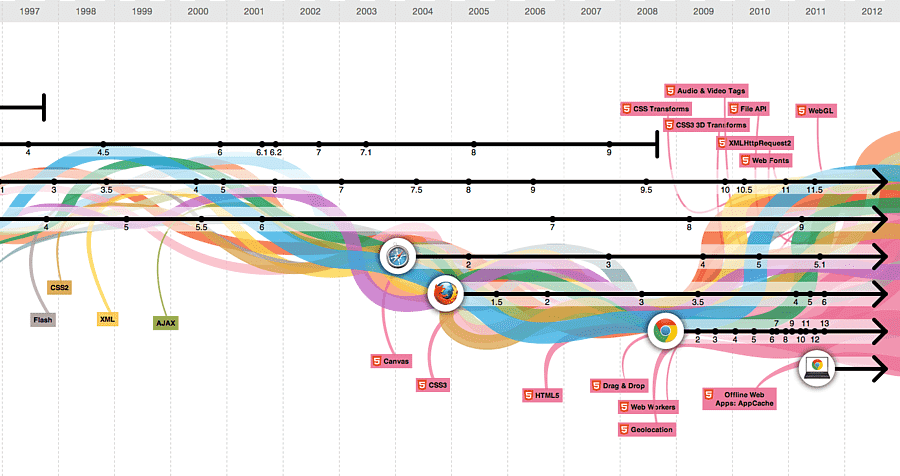 1997 1998 1999 2000 2001 2002 2003 2004 2005 2006 2007 2008 2009 2010 2011 2012
Audio & Video Tags
CSS Transforms
File API
WebGL
CSS3 3D Transforms
XMLHttpRequest2
Web Fonts
4 4.5 6 6.1 6.2 7 7.1 8 9
1 3 3.5 4 5 6 7 7.5 8 9 9.5 10 10.5 11 11.5
4 5 5.5 6 7 8 9
2 3 4 5 5.1
1.5 2 3 3.5 4 5 6
7 9 11 13
2 3 4 5 6 8 10 12
CSS2
Flash
XML
AJAX
Canvas
CSS3
HTML5
Drag & Drop
Web Workers
Geolocation
Offline Web
Apps: AppCache